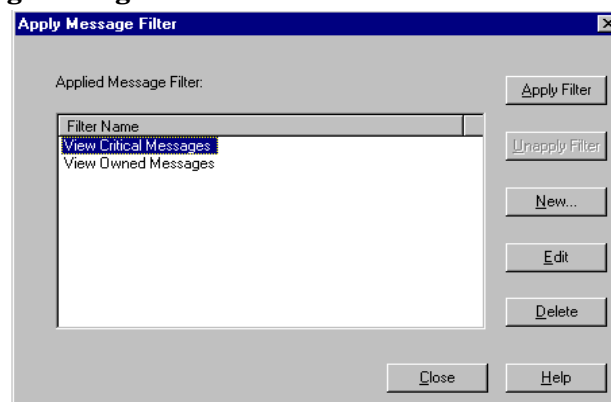 Apply Message Filter
Applied Message Filter:
Apply Filter
Filter Name
View Critical Messages
View Owned Messages
Unapply Filter
New...
Edit
Delete
Close
Help